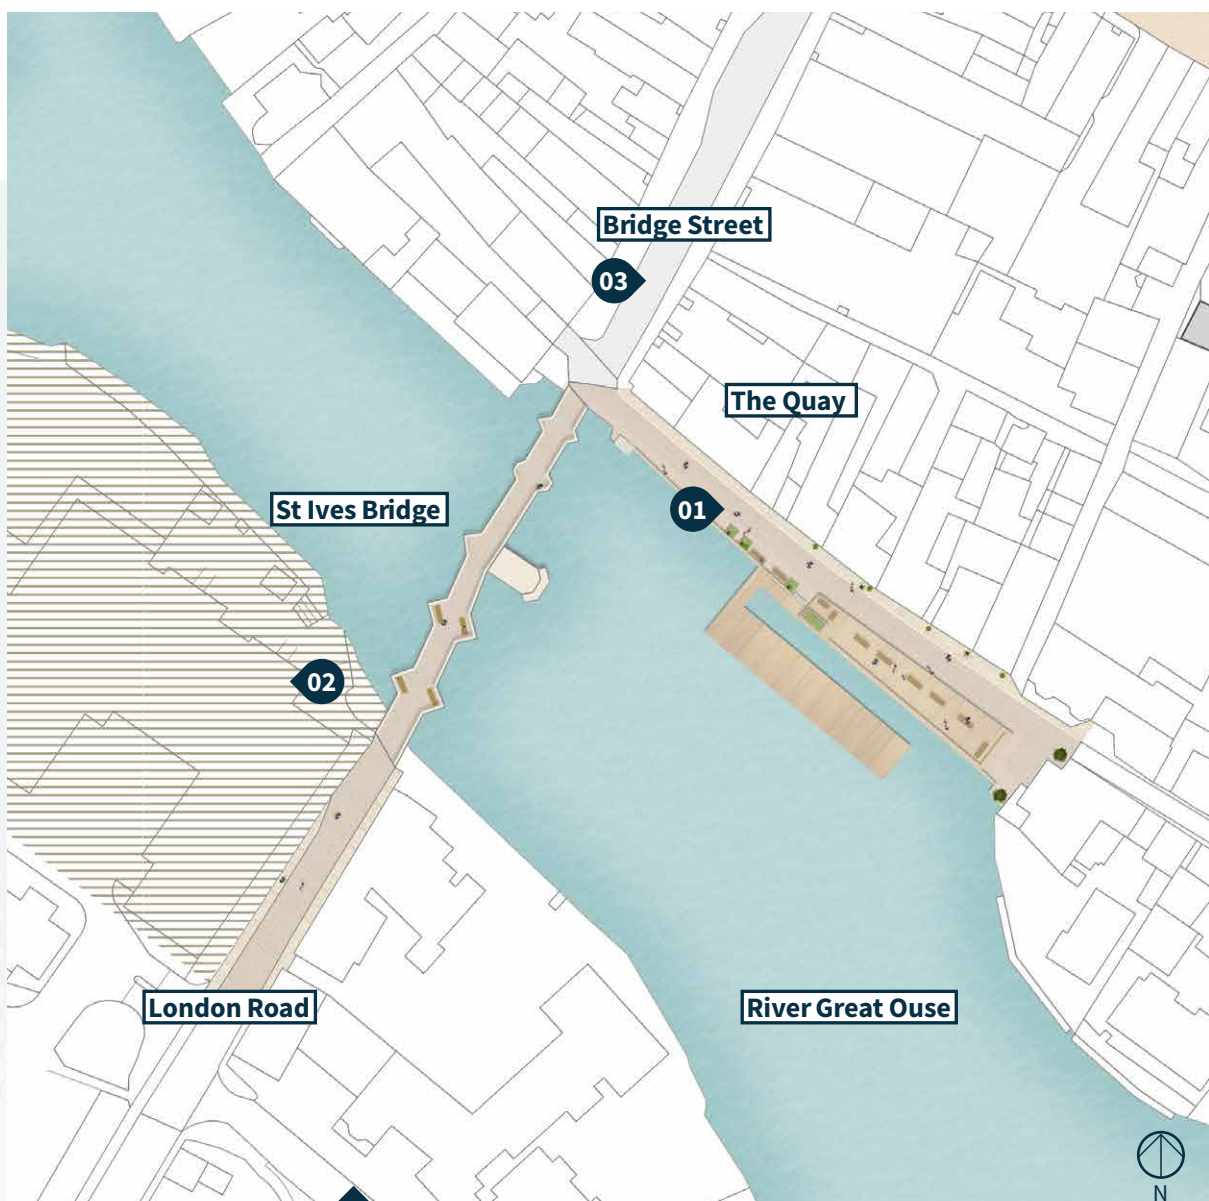 Bridge Street
03
The Quay
St Ives Bridge
01
02
London Road
River Great Ouse
N